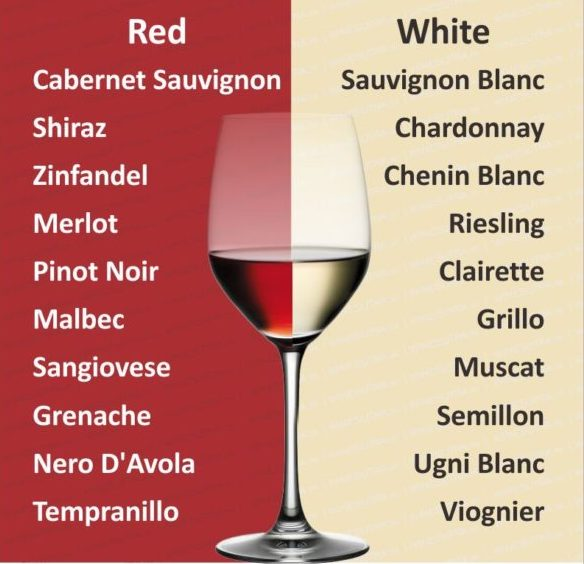 Red
Cabernet Sauvignon
Shiraz
Zinfandel
Merlot
Pinot Noir
Malbec
Sangiovese
Grenache
Nero D'Avola
Tempranillo
White
Sauvignon Blanc
Chardonnay
Chenin Blanc
Riesling
Clairette
Grillo
Muscat
Semillon
Ugni Blanc
Viognier